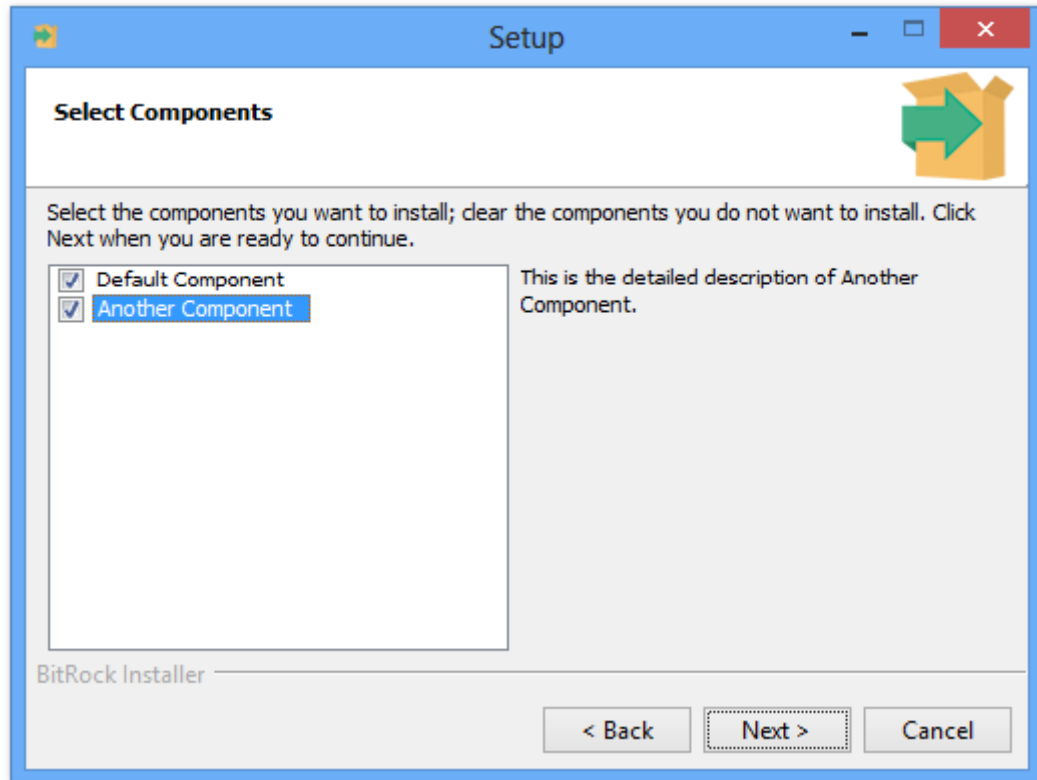 Setup
Select Components
Select the components you want to install; clear the components you do not want to install. Click
Next when you are ready to continue.
Default Component
Another Component
This is the detailed description of Another
Component.
BitRock Installer
< Back
Next >
Cancel